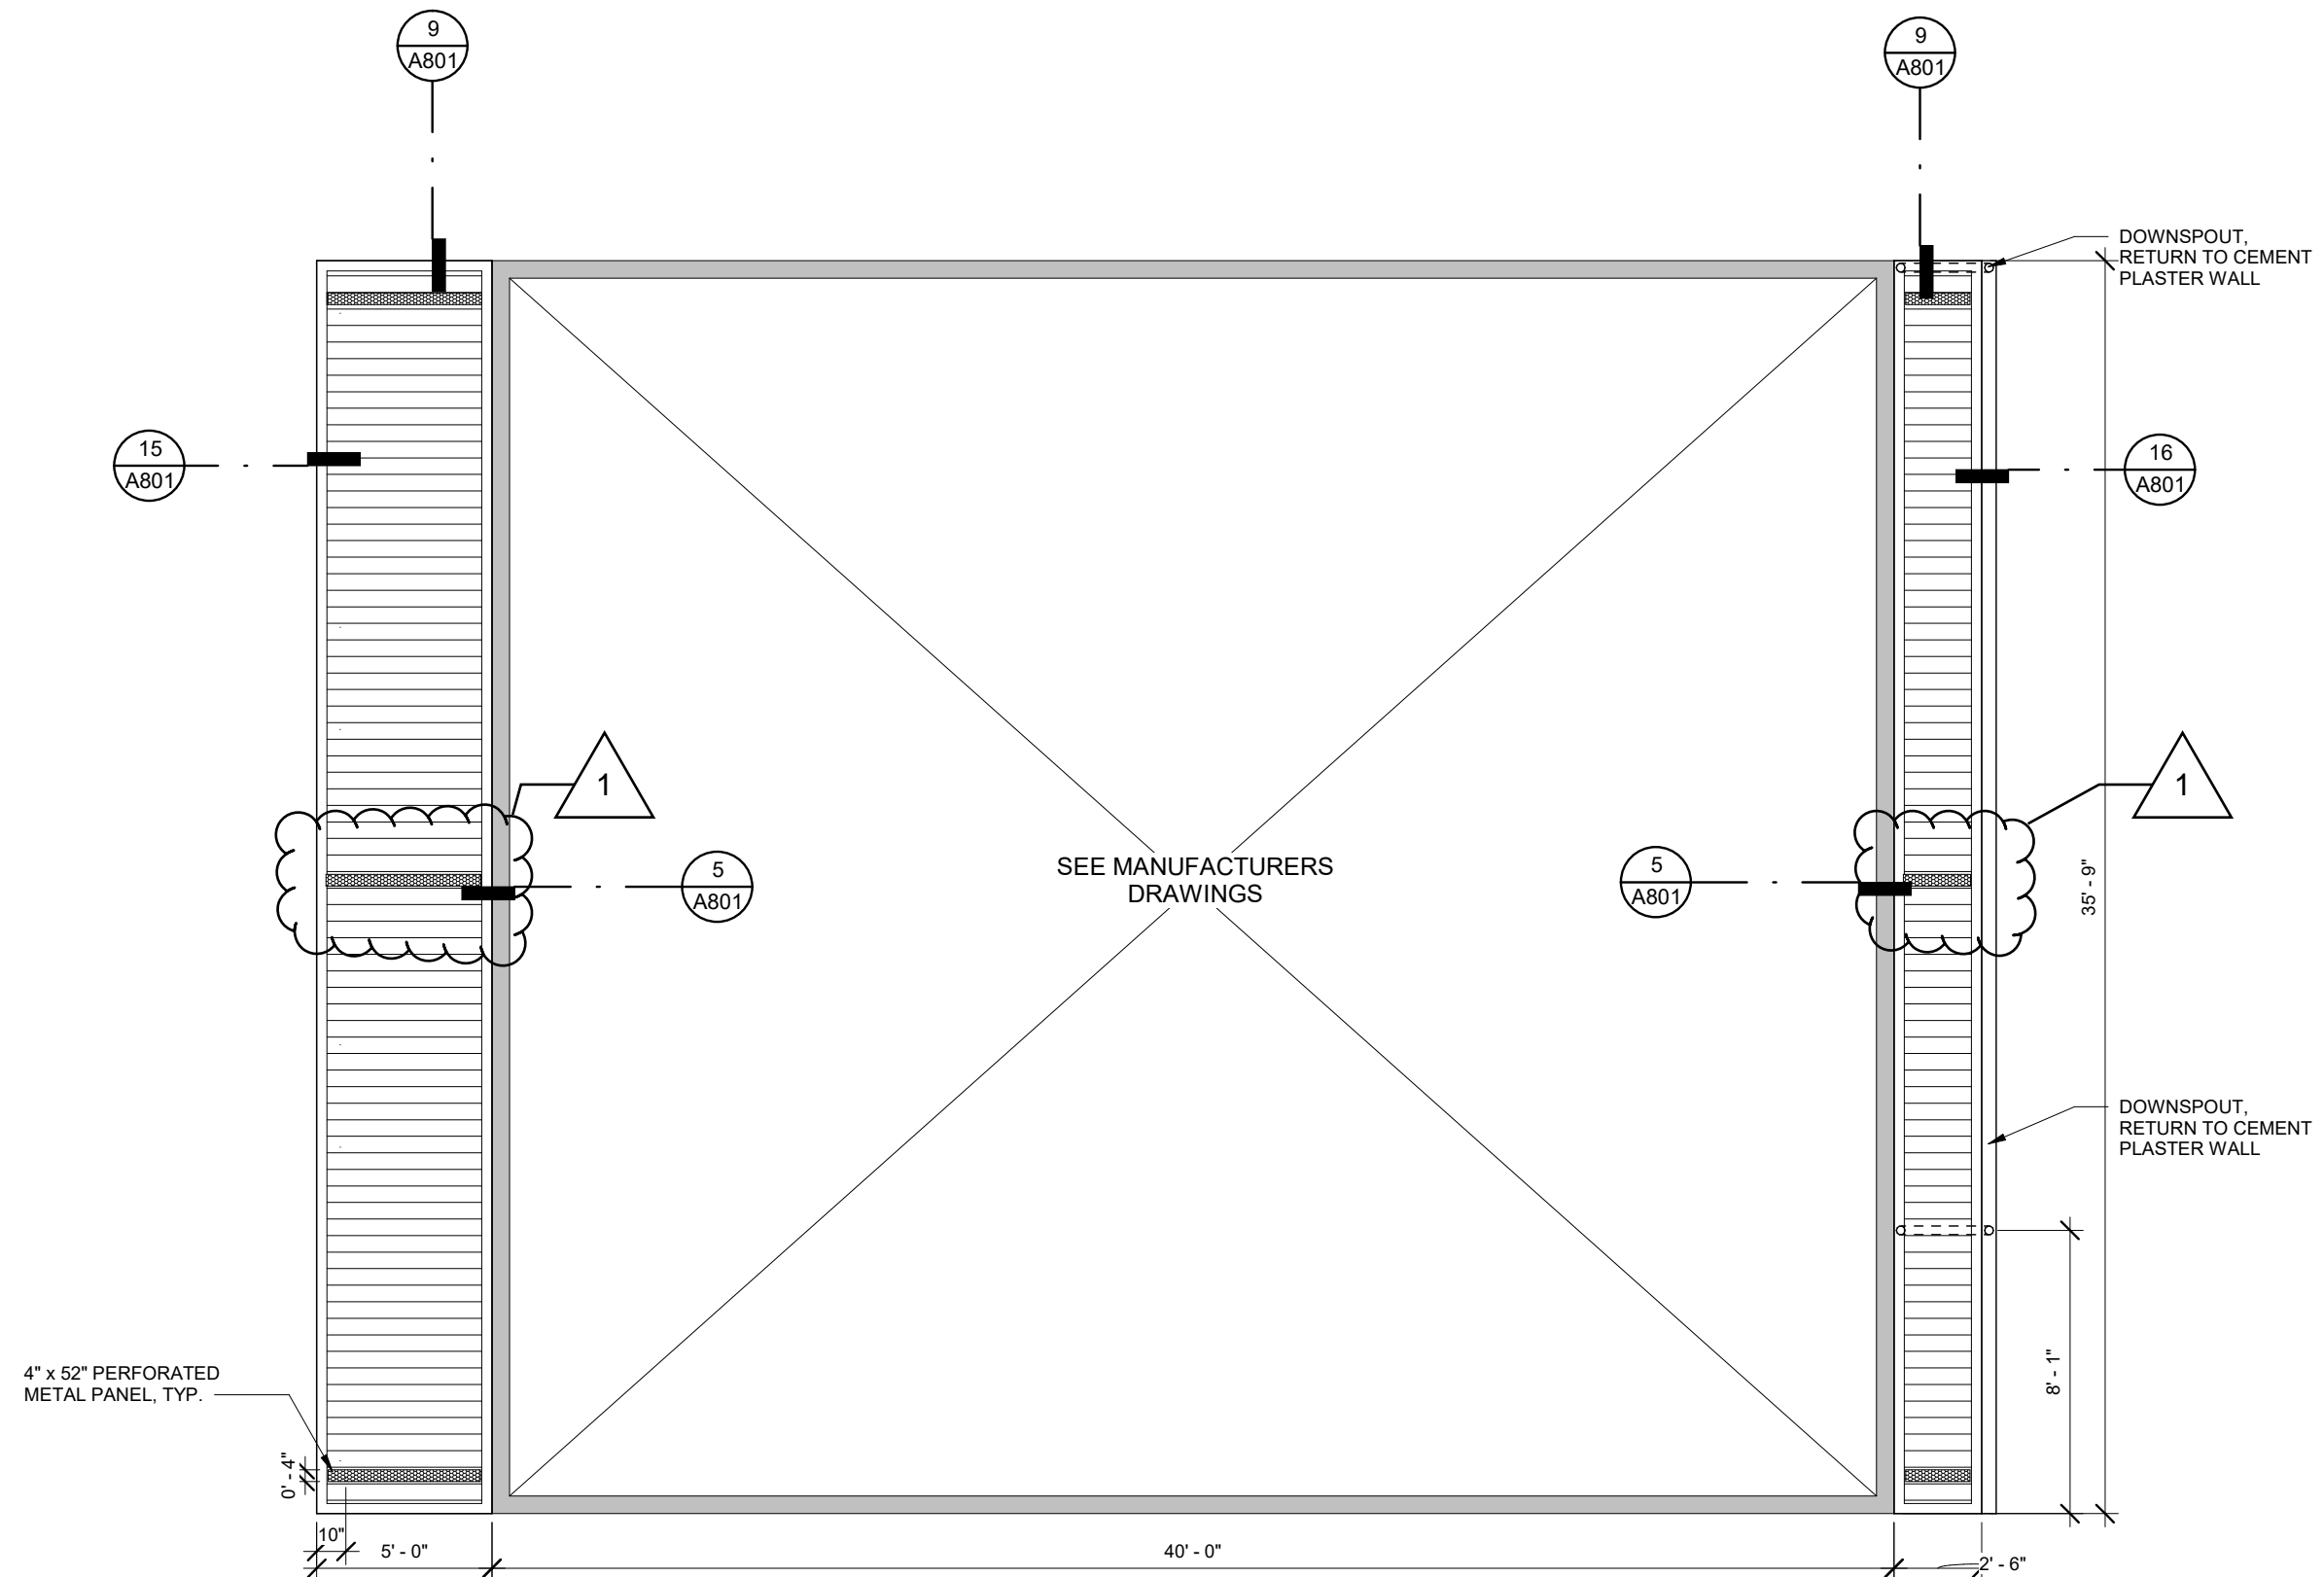 9
A801
9
A801
DOWNSPOUT,
RETURN TO CEMENT
PLASTER WALL
15
A801
16
A801
1
1
SEE MANUFACTURERS
DRAWINGS
5
A801
5
A801
35' - 9"
DOWNSPOUT,
RETURN TO CEMENT
PLASTER WALL
8' - 1"
4" x 52" PERFORATED
METAL PANEL, TYP.
0' - 4"
10"
5' - 0"
40' - 0"
2' - 6"